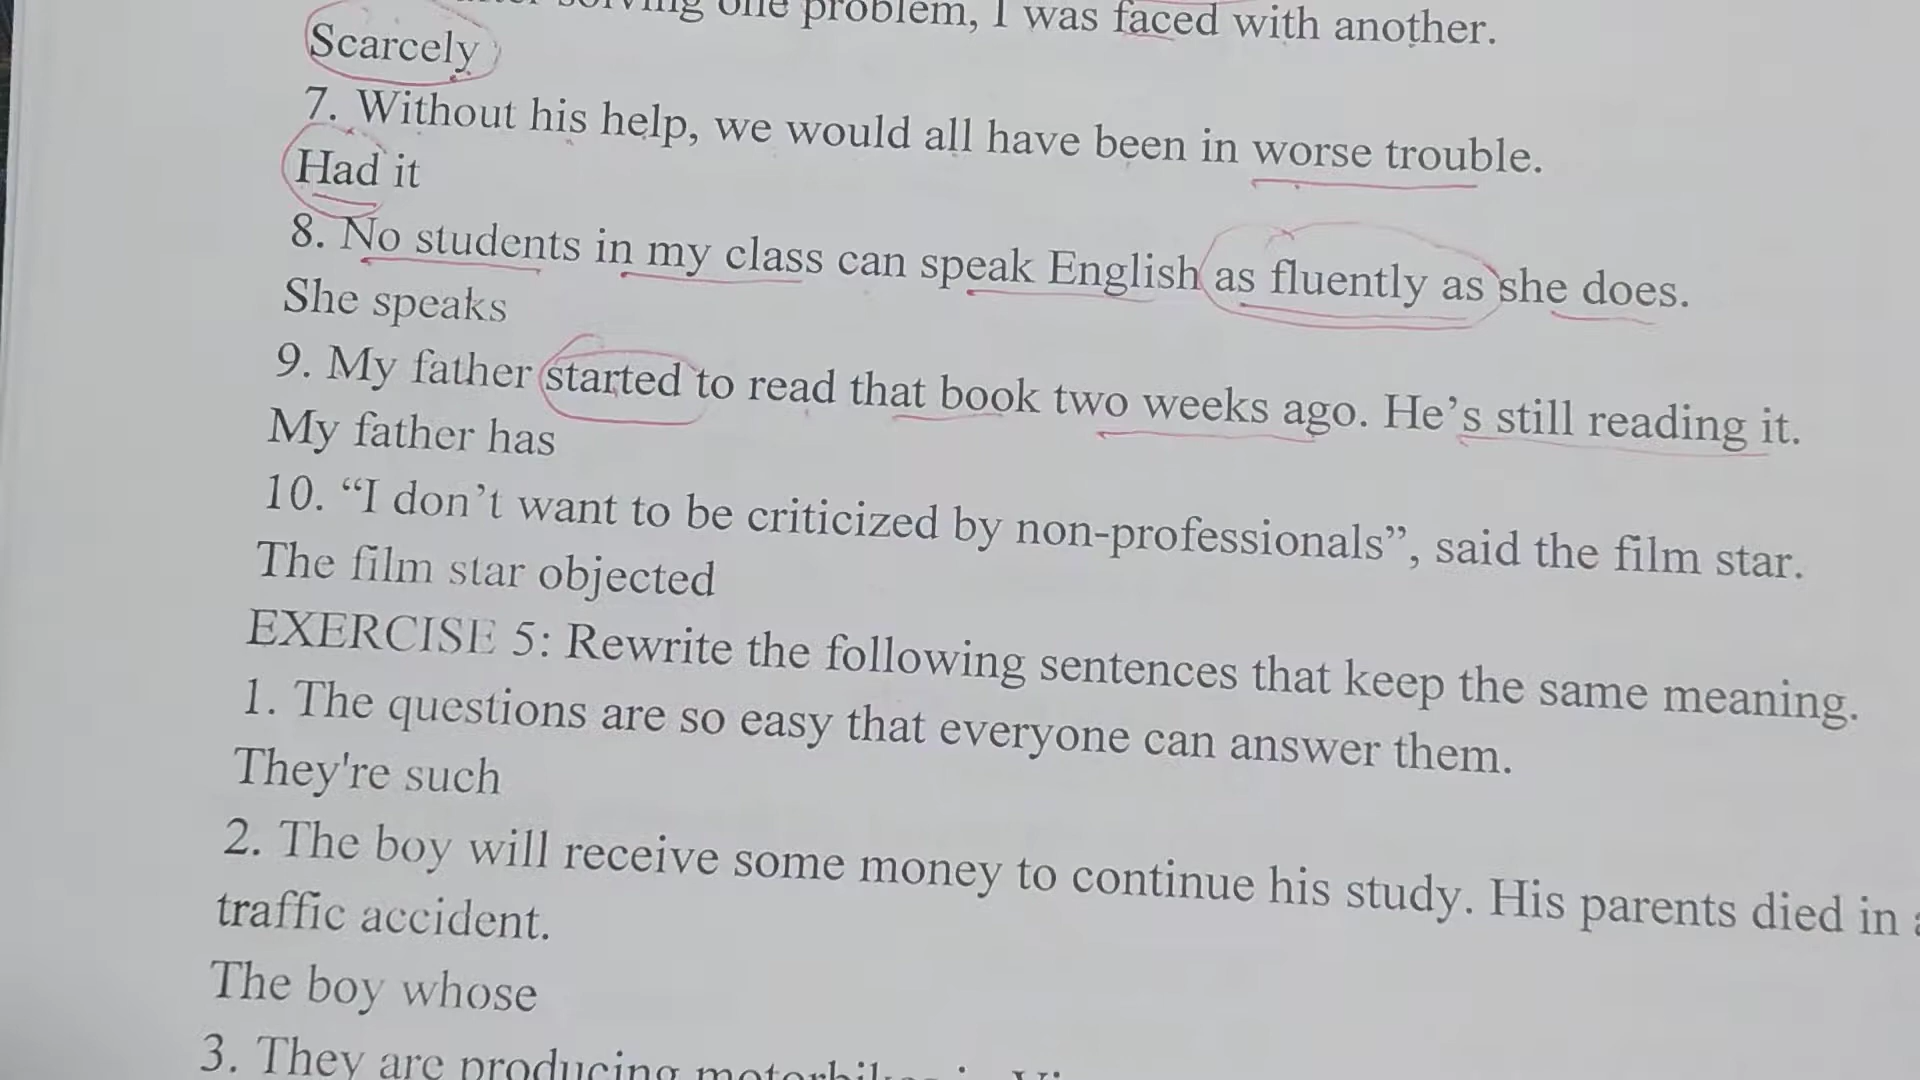 solving one problem, I was faced with another.
Scarcely
7. Without his help, we would all have been in worse trouble.
Had it
8. No students in my class can speak English as fluently as she does.
She speaks
9. My father started to read that book two weeks ago. He's still reading it.
My father has
10. “I don't want to be criticized by non-professionals”, said the film star.
The film star objected
EXERCISE 5: Rewrite the following sentences that keep the same meaning.
1. The questions are so easy that everyone can answer them.
They're such
2. The boy will receive some money to continue his study. His parents died in
traffic accident.
The boy whose
3. They are producing